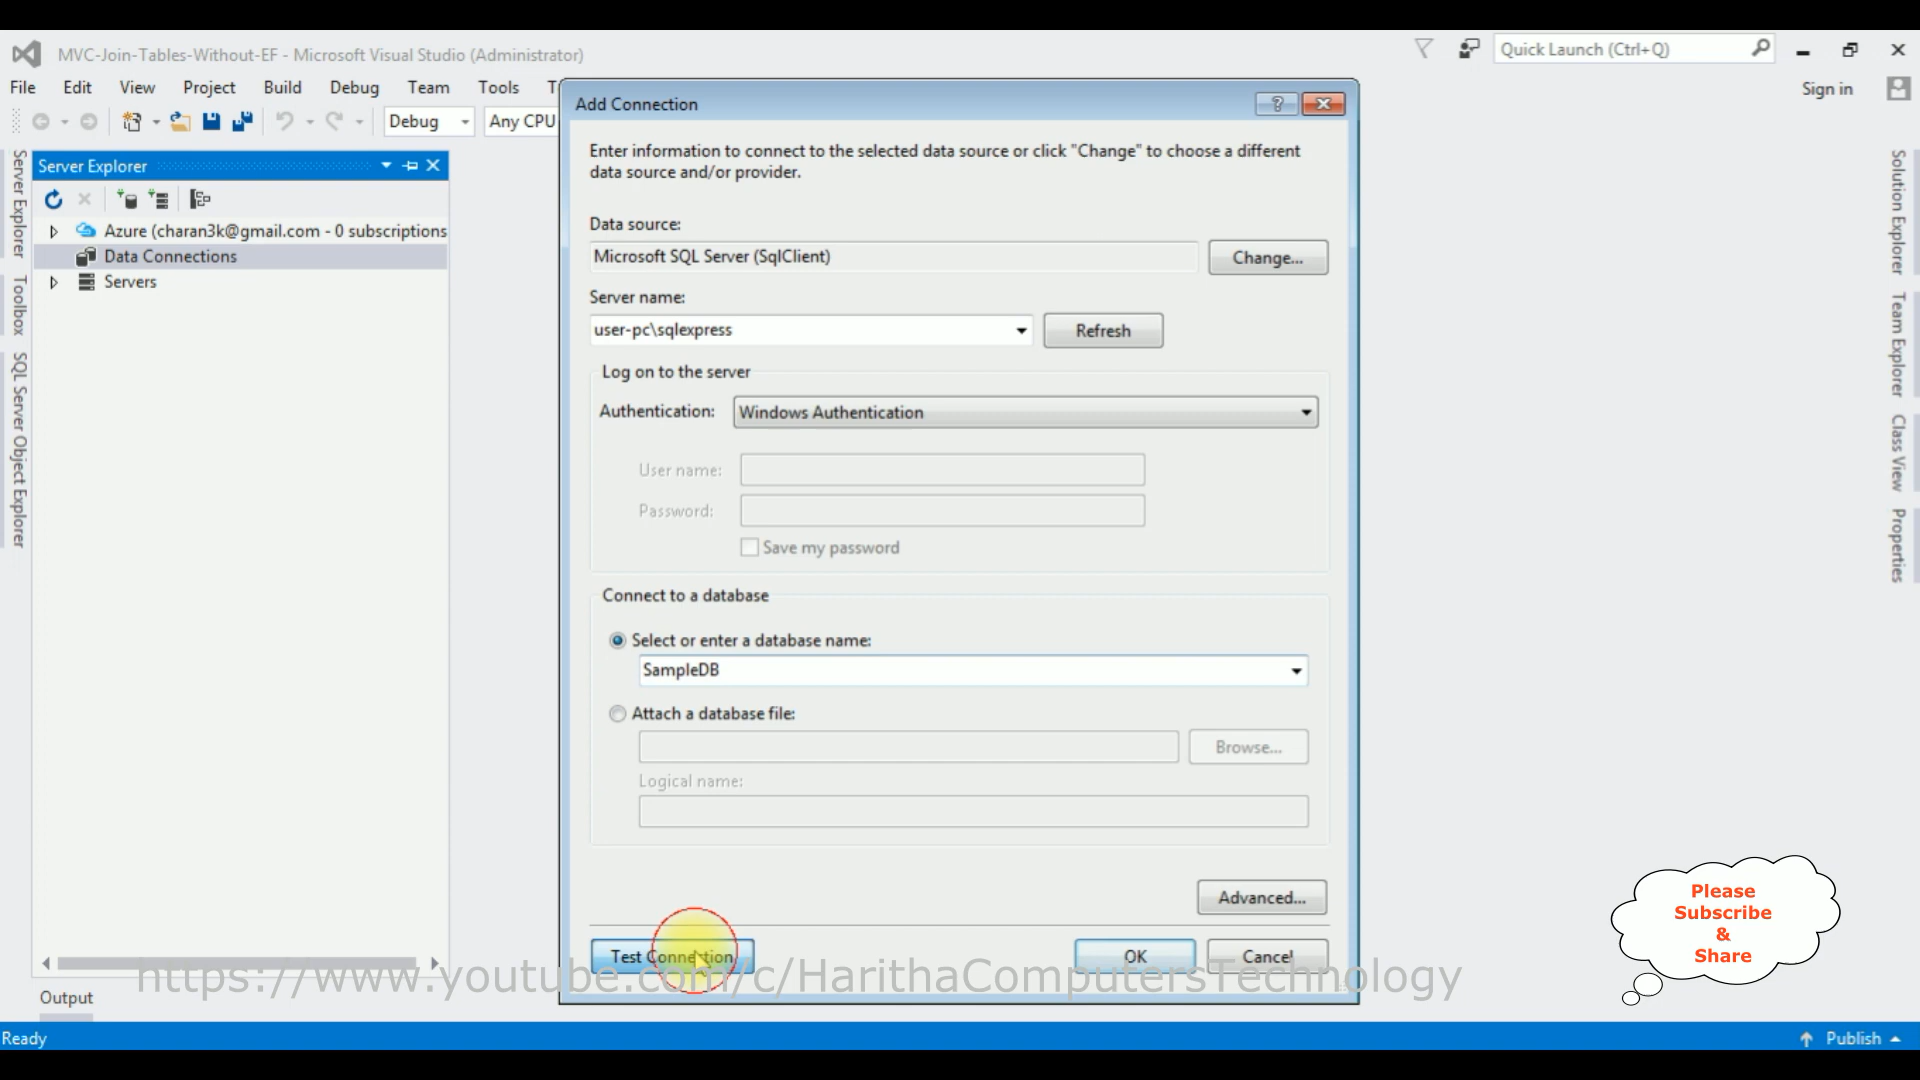 MVC-Join-Tables-Without-EF - Microsoft Visual Studio (Administrator)
Quick Launch (Ctrl+Q)
File Edit View Project Build Debug Team Tools T
Sign in
Debug Any CPU
Server Explorer
Toolbox
SQL Server Object Explorer
Server Explorer
Azure (charan3k@gmail.com - 0 subscriptions
Data Connections
Servers
Add Connection
Enter information to connect to the selected data source or click "Change" to choose a different
data source and/or provider.
Data source:
Microsoft SQL Server (SqlClient)
Change...
Server name:
user-pc\sqlexpress
Refresh
Log on to the server
Authentication: Windows Authentication
User name:
Password:
Save my password
Connect to a database
Select or enter a database name:
SampleDB
Attach a database file:
Browse...
Logical name:
Advanced...
Test Connection OK Cancel
Solution Explorer
Team Explorer
Class View
Properties
Please
Subscribe
&
Share
https://www.youtube.com/c/HarithaComputersTechnology
Output
Ready
Publish